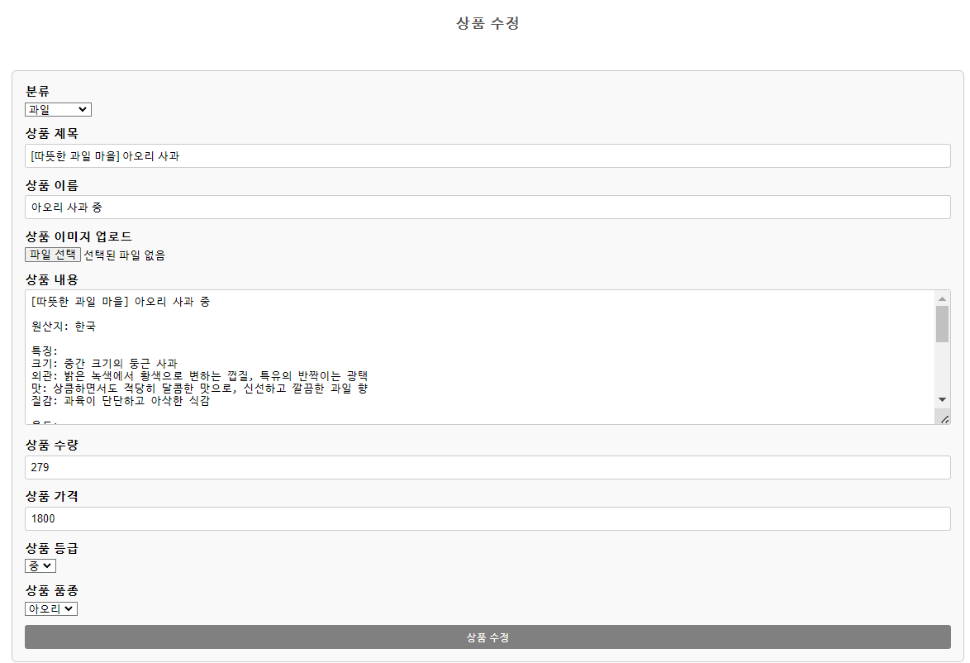 상품 수정
분류
과일
상품 제목
[따뜻한 과일 마을] 아오리 사과
상품 이름
아오리 사과 중
상품 이미지 업로드
파일 선택 선택된 파일 없음
상품 내용
[따뜻한 과일 마을] 아오리 사과 중
원산지: 한국
특징:
크기: 중간 크기의 둥근 사과
외관: 밝은 녹색에서 황색으로 변하는 껍질, 특유의 반짝이는 광택
맛: 상큼하면서도 적당히 달콤한 맛으로, 신선하고 깔끔한 과일 향
질감: 과육이 단단하고 아삭한 식감
상품 수량
279
상품 가격
1800
상품 등급
중
상품 품종
아오리
상품 수정